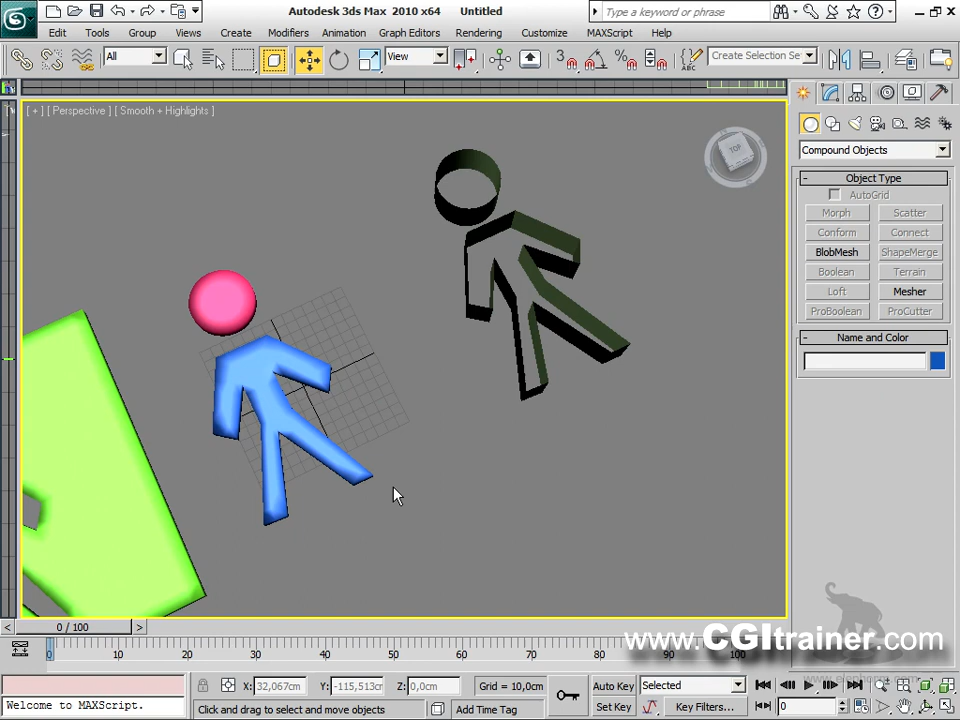 Autodesk 3ds Max 2010 x64 Untitled
Type a keyword or phrase
Edit Tools Group Views Create Modifiers Animation Graph Editors Rendering Customize MAXScript Help
All View 3 Create Selection Se
[ + ] [ Perspective ] [ Smooth + Highlights ]
TOP
Compound Objects
- Object Type
AutoGrid
Morph Scatter
Conform Connect
BlobMesh ShapeMerge
Boolean Terrain
Loft Mesher
ProBoolean ProCutter
- Name and Color
< 0 / 100 >
0 10 20 30 40 50 60 70 80 90 100
www.CGItrainer.com
X: 32,067cm Y: -115,513cm Z: 0,0cm Grid = 10,0cm Auto Key Selected
Welcome to MAXScript. Click and drag to select and move objects Add Time Tag Set Key Key Filters... 0